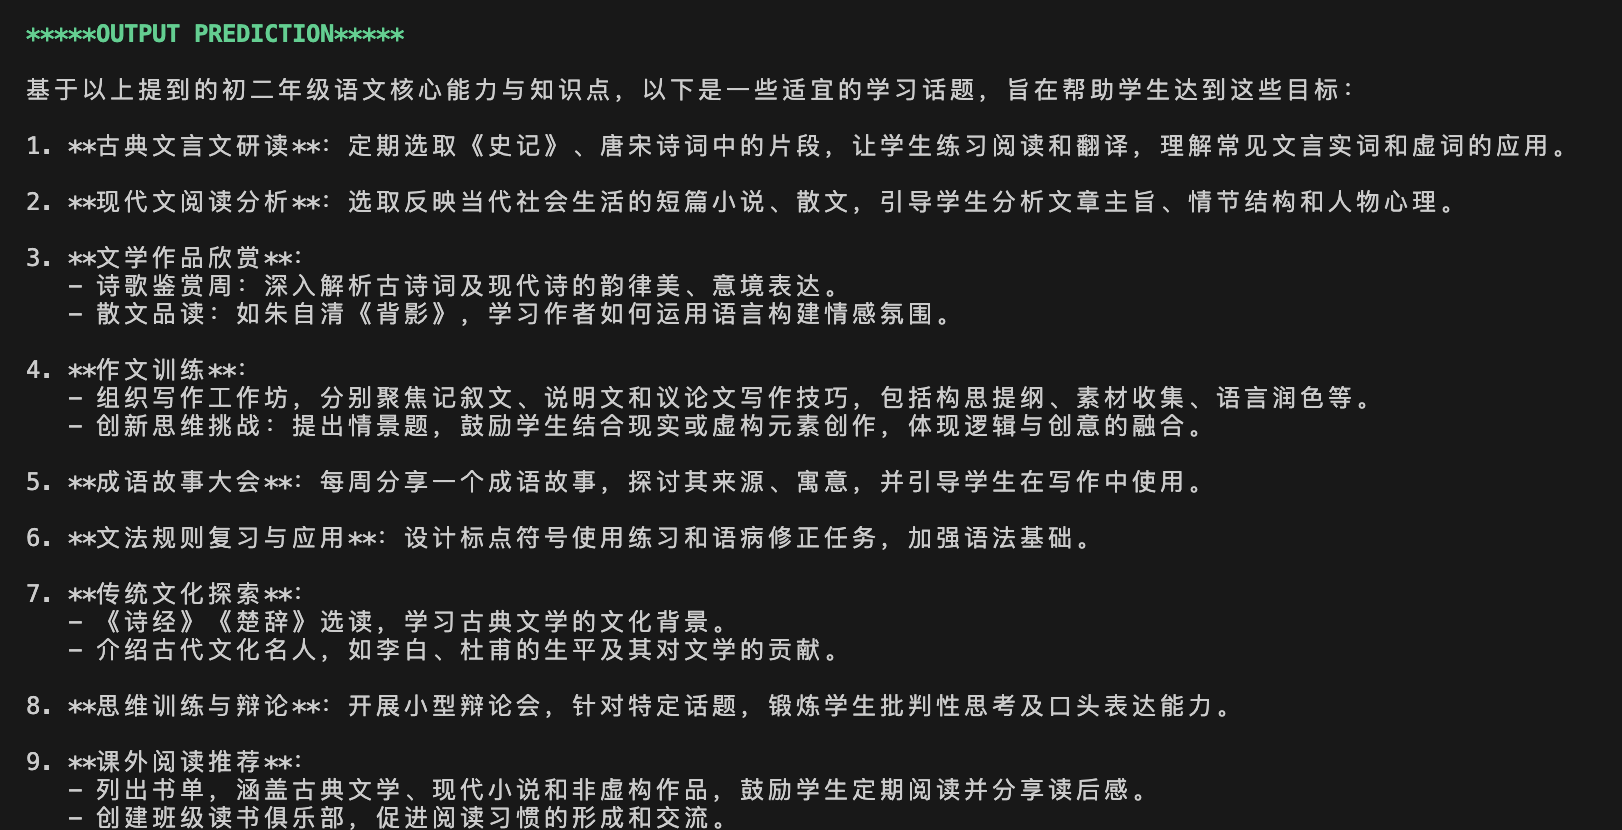 *****OUTPUT PREDICTION*****
基于以上提到的初二年级语文核心能力与知识点，以下是一些适宜的学习话题，旨在帮助学生达到这些目标：
1. **古典文言文研读**：定期选取《史记》、唐宋诗词中的片段，让学生练习阅读和翻译，理解常见文言实词和虚词的应用。
2. **现代文阅读分析**：选取反映当代社会生活的短篇小说、散文，引导学生分析文章主旨、情节结构和人物心理。
3. **文学作品欣赏**：
- 诗歌鉴赏周：深入解析古诗词及现代诗的韵律美、意境表达。
- 散文品读：如朱自清《背影》，学习作者如何运用语言构建情感氛围。
4. **作文训练**：
- 组织写作工作坊，分别聚焦记叙文、说明文和议论文写作技巧，包括构思提纲、素材收集、语言润色等。
- 创新思维挑战：提出情景题，鼓励学生结合现实或虚构元素创作，体现逻辑与创意的融合。
5. **成语故事大会**：每周分享一个成语故事，探讨其来源、寓意，并引导学生在写作中使用。
6. **文法规则复习与应用**：设计标点符号使用练习和语病修正任务，加强语法基础。
7. **传统文化探索**：
- 《诗经》《楚辞》选读，学习古典文学的文化背景。
- 介绍古代文化名人，如李白、杜甫的生平及其对文学的贡献。
8. **思维训练与辩论**：开展小型辩论会，针对特定话题，锻炼学生批判性思考及口头表达能力。
9. **课外阅读推荐**：
- 列出书单，涵盖古典文学、现代小说和非虚构作品，鼓励学生定期阅读并分享读后感。
- 创建班级读书俱乐部，促进阅读习惯的形成和交流。